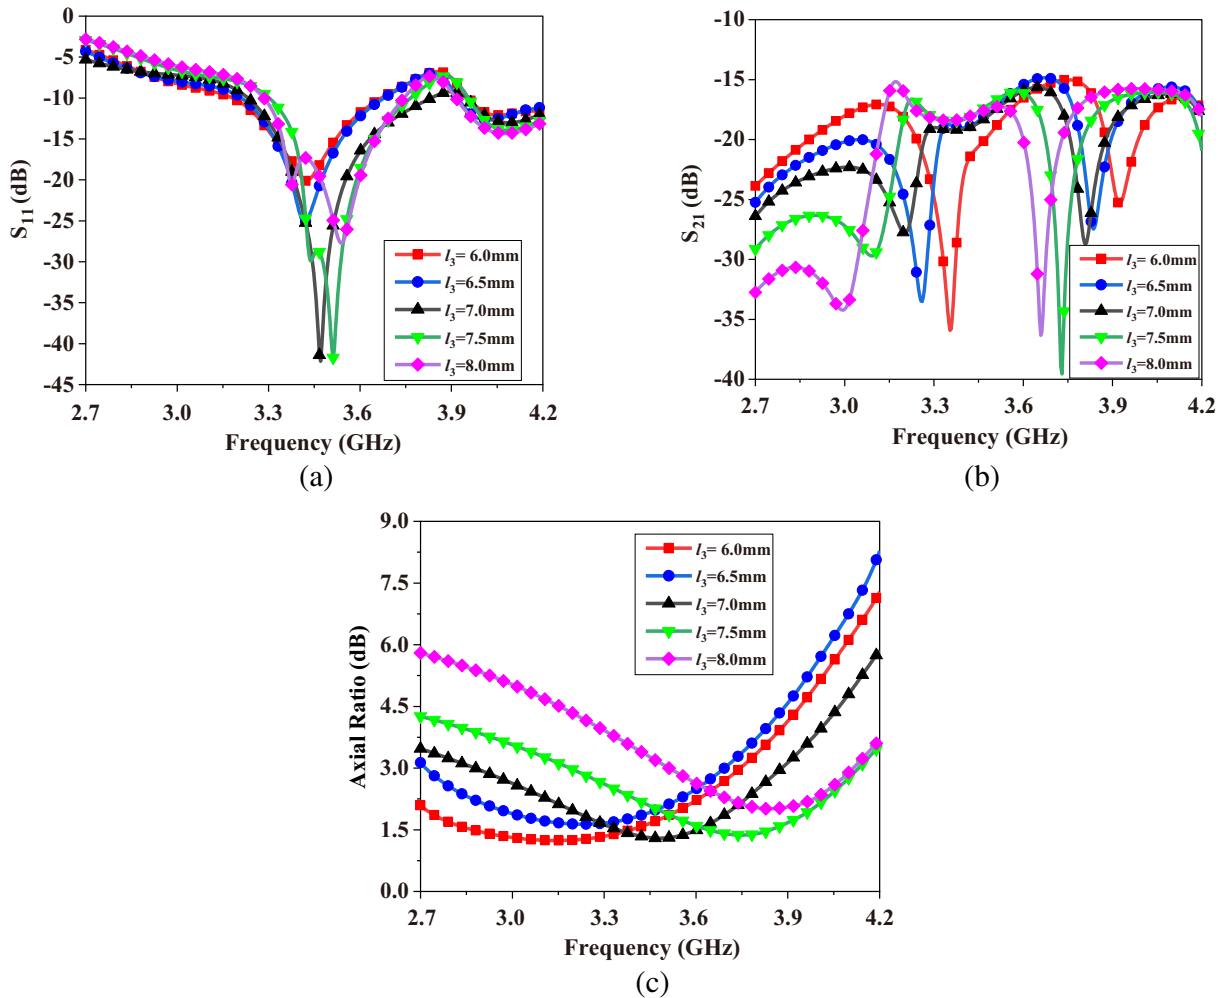 0
-5
-10
-15
-20
-25
-30
-35
-40
-45
S11 (dB)
2.7 3.0 3.3 3.6 3.9 4.2
Frequency (GHz)
l3= 6.0mm
l3=6.5mm
l3=7.0mm
l3=7.5mm
l3=8.0mm
(a)
-10
-15
-20
-25
-30
-35
-40
S21 (dB)
2.7 3.0 3.3 3.6 3.9 4.2
Frequency (GHz)
l3= 6.0mm
l3=6.5mm
l3=7.0mm
l3=7.5mm
l3=8.0mm
(b)
9.0
7.5
6.0
4.5
3.0
1.5
0.0
Axial Ratio (dB)
2.7 3.0 3.3 3.6 3.9 4.2
Frequency (GHz)
l3= 6.0mm
l3=6.5mm
l3=7.0mm
l3=7.5mm
l3=8.0mm
(c)